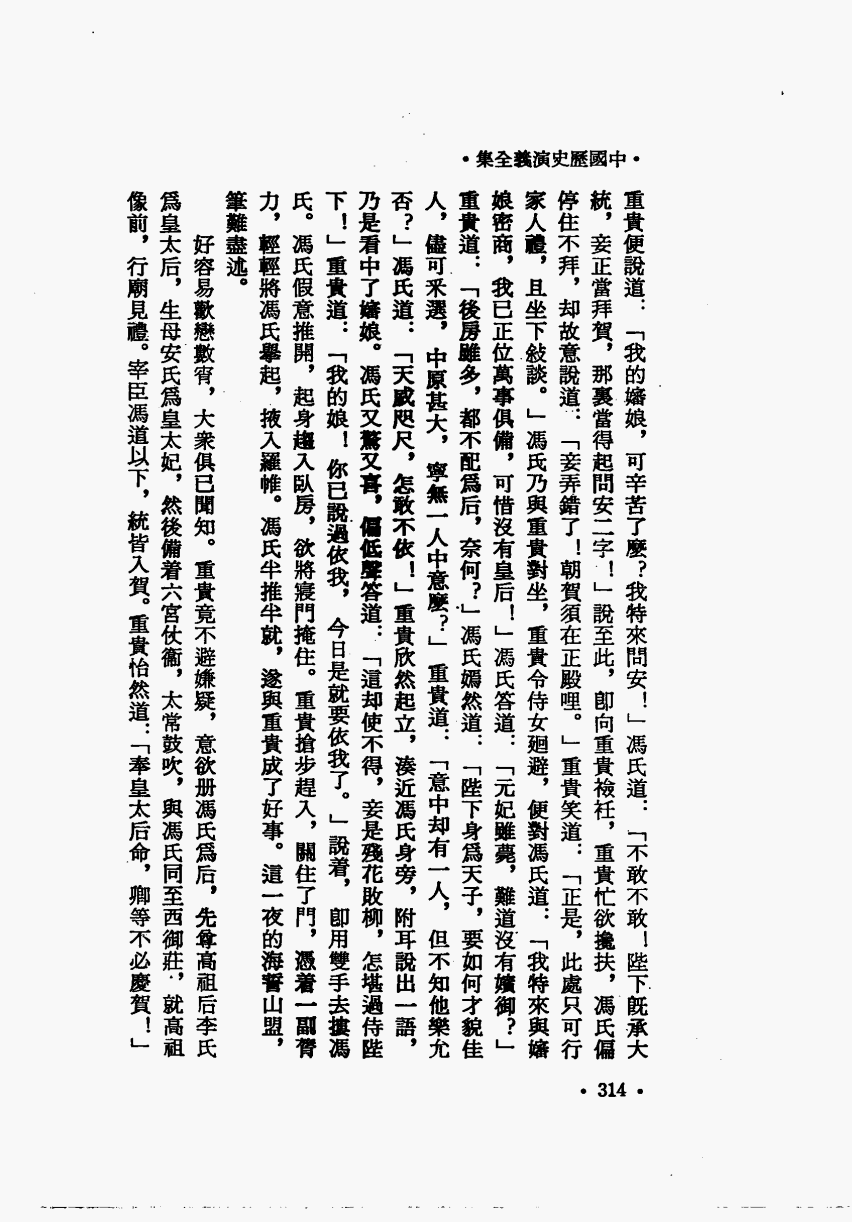 •中國歷史演義全集•
重貴便說道：「我的嬸娘，可辛苦了麼？我特來問安！」馮氏道：「不敢不敢！陛下旣承大
統，妾正當拜賀，那裏當得起問安二字！」說至此，卽向重貴襝衽，重貴忙欲攙扶，馮氏偏
停住不拜，却故意說道：「妾弄錯了！朝賀須在正殿哩。」重貴笑道：「正是，此處只可行
家人禮，且坐下敍談。」馮氏乃與重貴對坐，重貴令侍女廻避，便對馮氏道：「我特來與嬸
娘密商，我已正位萬事俱備，可惜沒有皇后！」馮氏答道：「元妃雖薨，難道沒有嬪御？」
重貴道：「後房雖多，都不配爲后，奈何？」馮氏嫣然道：「陛下身爲天子，要如何才貌佳
人，儘可釆選，中原甚大，寧無一人中意麼？」重貴道：「意中却有一人，但不知他樂允
否？」馮氏道：「天威咫尺，怎敢不依！」重貴欣然起立，湊近馮氏身旁，附耳說出一語，
乃是看中了嬸娘。馮氏又驚又喜，偏低聲答道：「這却使不得，妾是殘花敗柳，怎堪過侍陛
下！」重貴道：「我的娘！你已說過依我，今日是就要依我了。」說着，卽用雙手去摟馮
氏。馮氏假意推開，起身趨入臥房，欲將寢門掩住。重貴搶步趕入，關住了門，憑着一副膂
力，輕輕將馮氏擧起，掖入羅帷。馮氏半推半就，遂與重貴成了好事。這一夜的海誓山盟，
筆難盡述。
好容易歡戀數宵，大衆俱已聞知。重貴竟不避嫌疑，意欲册馮氏爲后，先尊高祖后李氏
爲皇太后，生母安氏爲皇太妃，然後備着六宮仗衞，太常鼓吹，與馮氏同至西御莊，就高祖
像前，行廟見禮。宰臣馮道以下，統皆入賀。重貴怡然道：「奉皇太后命，卿等不必慶賀！」
• 314 •